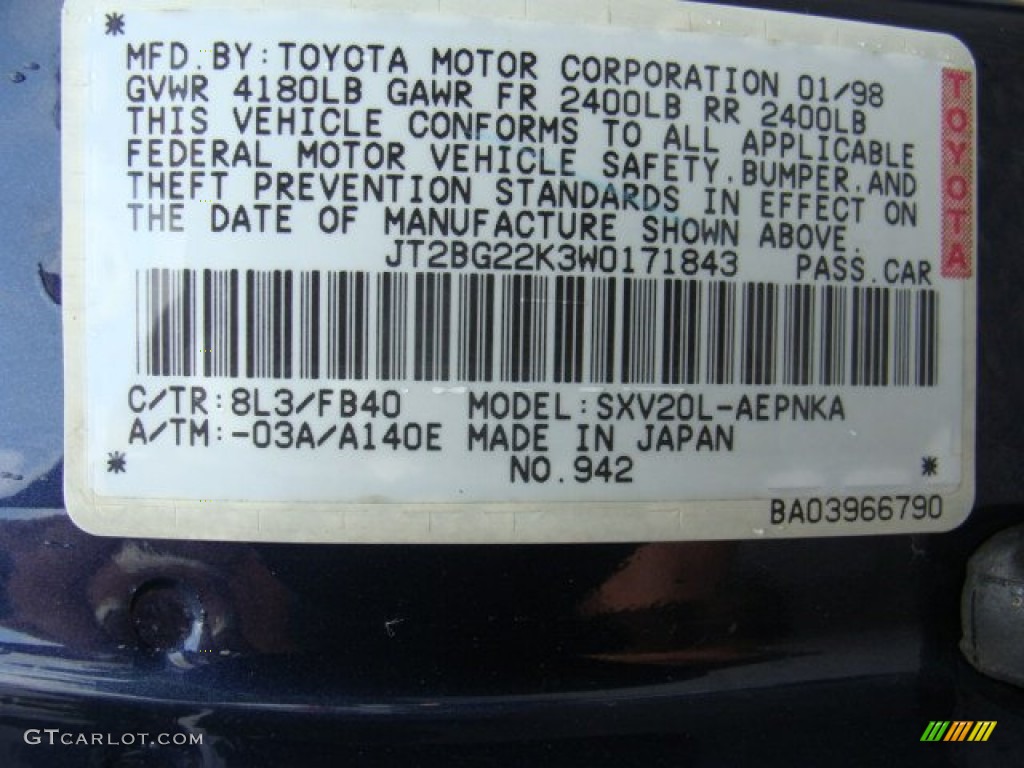 MFD. BY: TOYOTA MOTOR CORPORATION 01/98
GVWR 4180LB GAWR FR 2400LB RR 2400LB
THIS VEHICLE CONFORMS TO ALL APPLICABLE
FEDERAL MOTOR VEHICLE SAFETY, BUMPER, AND
THEFT PREVENTION STANDARDS IN EFFECT ON
THE DATE OF MANUFACTURE SHOWN ABOVE.
JT2BG22K3W0171843 PASS. CAR
TOYOTA
C/TR: 8L3/FB40 MODEL: SXV20L-AEPNKA
A/TM: -03A/A140E MADE IN JAPAN
NO. 942
BA03966790
GTCARLOT.COM